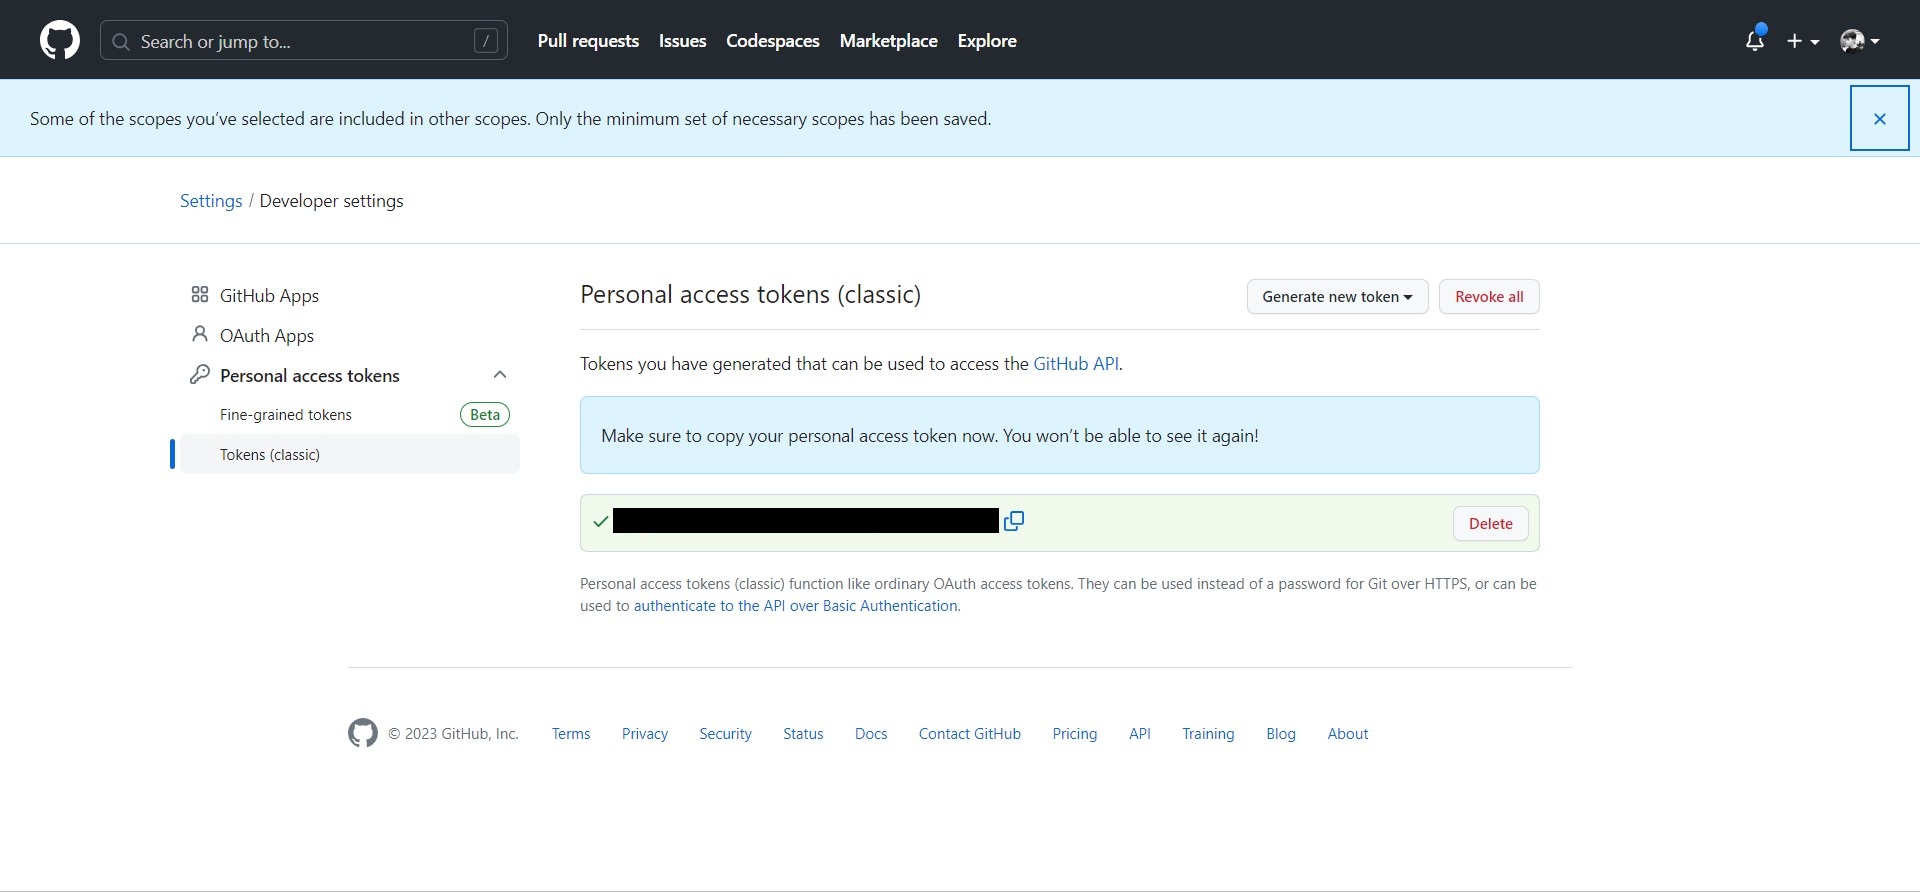 Search or jump to... /
Pull requests Issues Codespaces Marketplace Explore
Some of the scopes you’ve selected are included in other scopes. Only the minimum set of necessary scopes has been saved.
Settings / Developer settings
GitHub Apps
OAuth Apps
Personal access tokens
Fine-grained tokens Beta
Tokens (classic)
Personal access tokens (classic)
Generate new token
Revoke all
Tokens you have generated that can be used to access the GitHub API.
Make sure to copy your personal access token now. You won’t be able to see it again!
Delete
Personal access tokens (classic) function like ordinary OAuth access tokens. They can be used instead of a password for Git over HTTPS, or can be
used to authenticate to the API over Basic Authentication.
© 2023 GitHub, Inc. Terms Privacy Security Status Docs Contact GitHub Pricing API Training Blog About